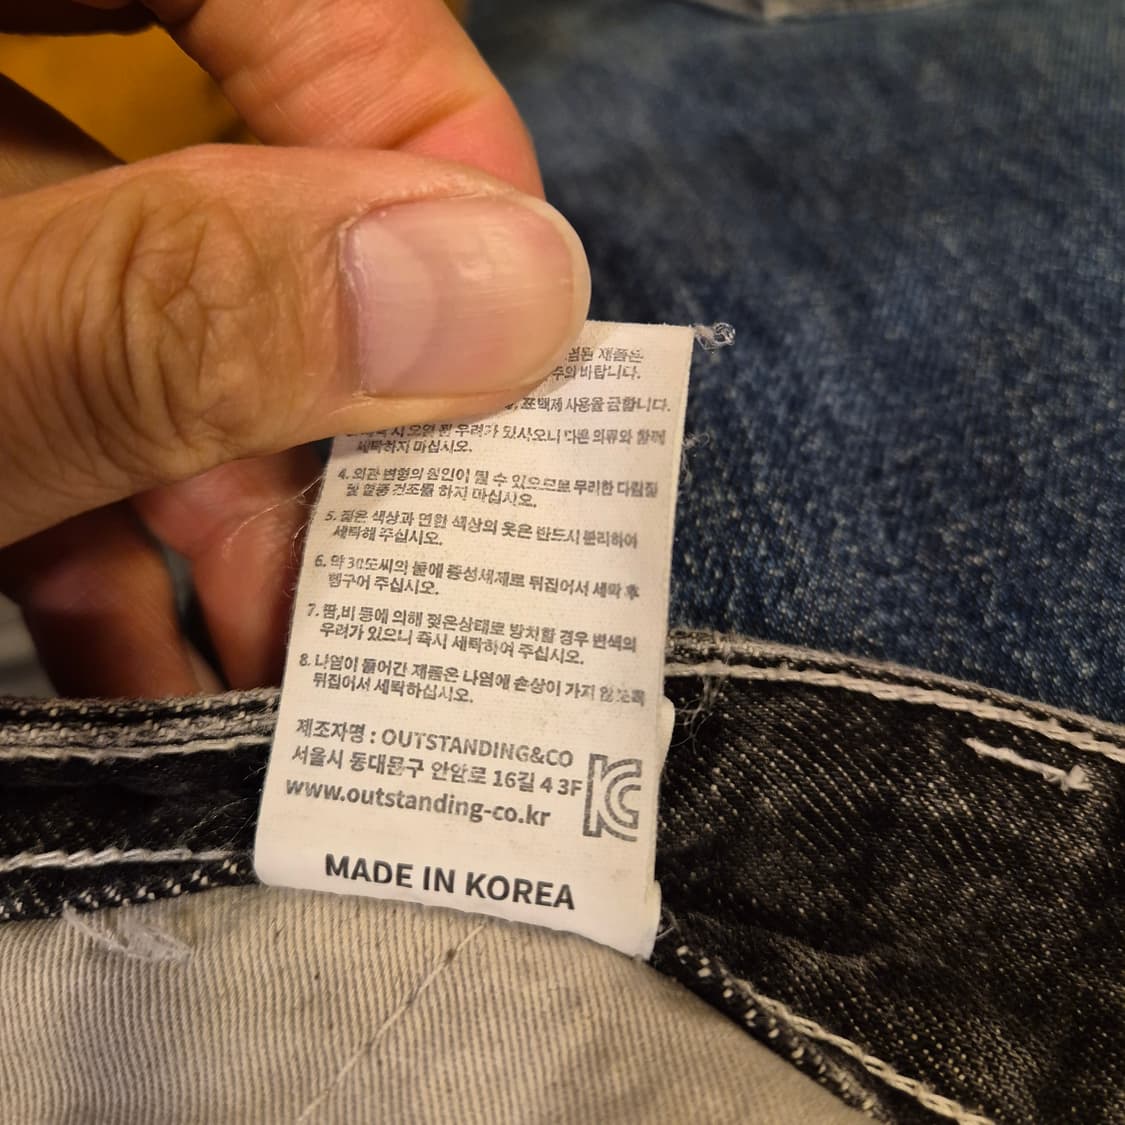 염된 제품은
주의 바랍니다.
표백제 사용을 금합니다.
시 오염 될 우려가 있사오니 다른 의류와 함께
세탁하지 마십시오.
4. 외관 변형의 원인이 될 수 있으므로 무리한 다림질
및 열풍 건조를 하지 마십시오.
5. 짙은 색상과 연한 색상의 옷은 반드시 분리하여
세탁해 주십시오.
6. 약 30도씨의 물에 중성세제로 뒤집어서 세탁 후
헹구어 주십시오.
7. 땀,비 등에 의해 젖은상태로 방치할 경우 변색의
우려가 있으니 즉시 세탁하여 주십시오.
8. 나염이 들어간 제품은 나염에 손상이 가지 않도록
뒤집어서 세탁하십시오.
제조자명 : OUTSTANDING&CO
서울시 동대문구 안암로 16길 4 3F
www.outstanding-co.kr
KC
MADE IN KOREA